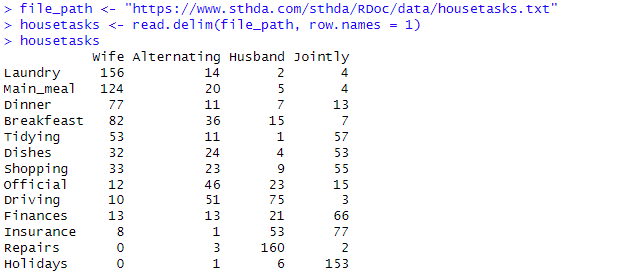 > file_path <- "https://www.sthda.com/sthda/RDoc/data/housetasks.txt"
> housetasks <- read.delim(file_path, row.names = 1)
> housetasks
           Wife Alternating Husband Jointly
Laundry     156          14       2       4
Main_meal   124          20       5       4
Dinner       77          11       7      13
Breakfeast   82          36      15       7
Tidying      53          11       1      57
Dishes       32          24       4      53
Shopping     33          23       9      55
Official     12          46      23      15
Driving      10          51      75       3
Finances     13          13      21      66
Insurance     8           1      53      77
Repairs       0           3     160       2
Holidays      0           1       6     153